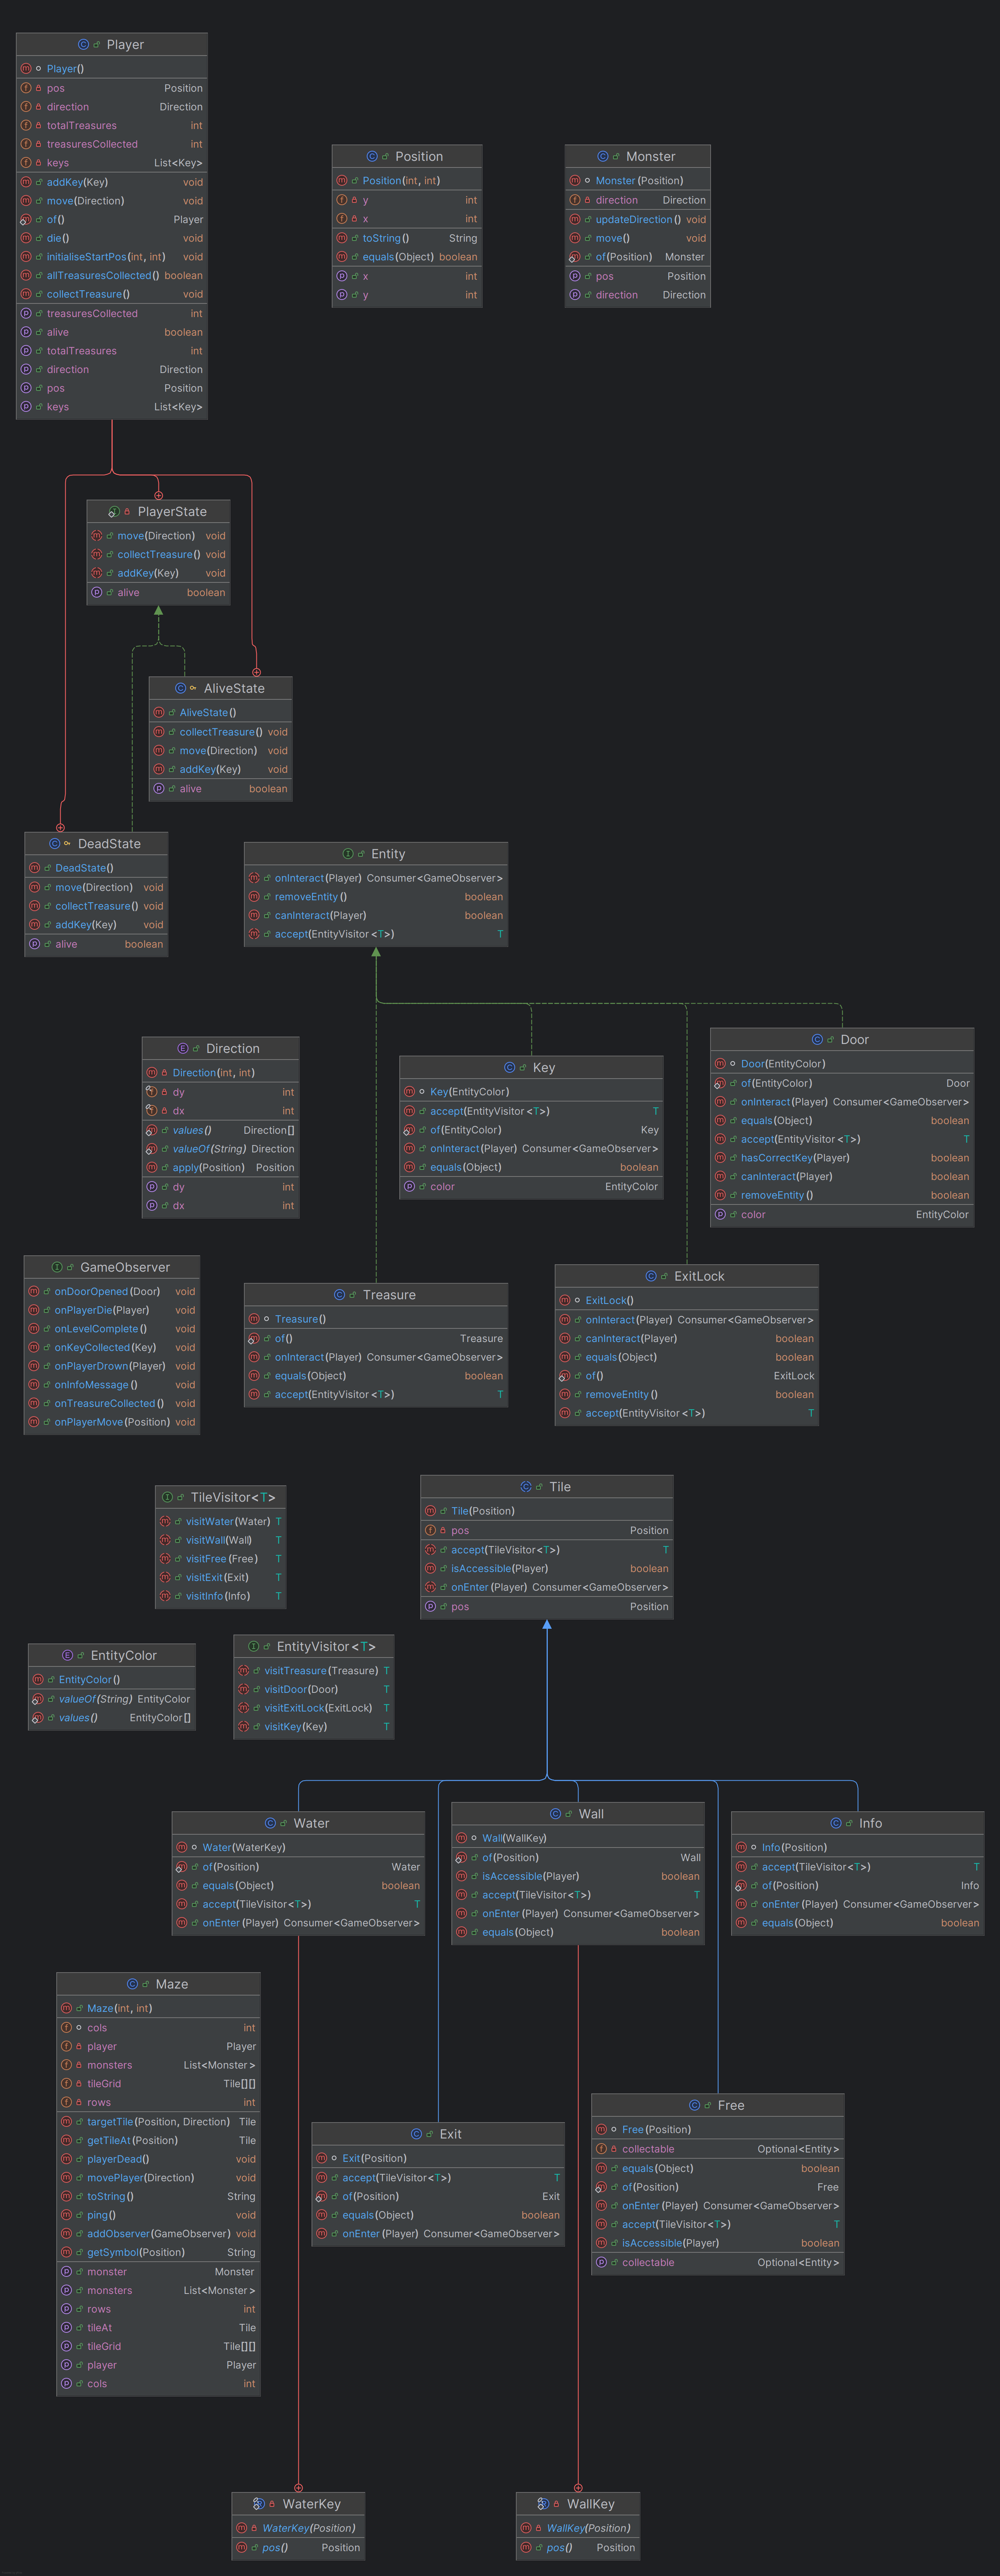 Player
Player()
pos Position
direction Direction
totalTreasures int
treasuresCollected int
keys List<Key>
addKey(Key) void
move(Direction) void
of() Player
die() void
initialiseStartPos(int, int) void
allTreasuresCollected() boolean
collectTreasure() void
treasuresCollected int
alive boolean
totalTreasures int
direction Direction
pos Position
keys List<Key>
Position
Position(int, int)
y int
x int
toString() String
equals(Object) boolean
x int
y int
Monster
Monster(Position)
direction Direction
updateDirection() void
move() void
of(Position) Monster
pos Position
direction Direction
PlayerState
move(Direction) void
collectTreasure() void
addKey(Key) void
alive boolean
AliveState
AliveState()
collectTreasure() void
move(Direction) void
addKey(Key) void
alive boolean
DeadState
DeadState()
move(Direction) void
collectTreasure() void
addKey(Key) void
alive boolean
Entity
onInteract(Player) Consumer<GameObserver>
removeEntity() boolean
canInteract(Player) boolean
accept(EntityVisitor<T>) T
Direction
Direction(int, int)
dy int
dx int
values() Direction[]
valueOf(String) Direction
apply(Position) Position
dy int
dx int
Key
Key(EntityColor)
accept(EntityVisitor<T>) T
of(EntityColor) Key
onInteract(Player) Consumer<GameObserver>
equals(Object) boolean
color EntityColor
Door
Door(EntityColor)
of(EntityColor) Door
onInteract(Player) Consumer<GameObserver>
equals(Object) boolean
accept(EntityVisitor<T>) T
hasCorrectKey(Player) boolean
canInteract(Player) boolean
removeEntity() boolean
color EntityColor
GameObserver
onDoorOpened(Door) void
onPlayerDie(Player) void
onLevelComplete() void
onKeyCollected(Key) void
onPlayerDrown(Player) void
onInfoMessage() void
onTreasureCollected() void
onPlayerMove(Position) void
Treasure
Treasure()
of() Treasure
onInteract(Player) Consumer<GameObserver>
equals(Object) boolean
accept(EntityVisitor<T>) T
ExitLock
ExitLock()
onInteract(Player) Consumer<GameObserver>
canInteract(Player) boolean
equals(Object) boolean
of() ExitLock
removeEntity() boolean
accept(EntityVisitor<T>) T
TileVisitor<T>
visitWater(Water) T
visitWall(Wall) T
visitFree(Free) T
visitExit(Exit) T
visitInfo(Info) T
Tile
Tile(Position)
pos Position
accept(TileVisitor<T>) T
isAccessible(Player) boolean
onEnter(Player) Consumer<GameObserver>
pos Position
EntityColor
EntityColor()
valueOf(String) EntityColor
values() EntityColor[]
EntityVisitor<T>
visitTreasure(Treasure) T
visitDoor(Door) T
visitExitLock(ExitLock) T
visitKey(Key) T
Water
Water(WaterKey)
of(Position) Water
equals(Object) boolean
accept(TileVisitor<T>) T
onEnter(Player) Consumer<GameObserver>
Wall
Wall(WallKey)
of(Position) Wall
isAccessible(Player) boolean
accept(TileVisitor<T>) T
onEnter(Player) Consumer<GameObserver>
equals(Object) boolean
Info
Info(Position)
accept(TileVisitor<T>) T
of(Position) Info
onEnter(Player) Consumer<GameObserver>
equals(Object) boolean
Maze
Maze(int, int)
cols int
player Player
monsters List<Monster>
tileGrid Tile[][]
rows int
targetTile(Position, Direction) Tile
getTileAt(Position) Tile
playerDead() void
movePlayer(Direction) void
toString() String
ping() void
addObserver(GameObserver) void
getSymbol(Position) String
monster Monster
monsters List<Monster>
rows int
tileAt Tile
tileGrid Tile[][]
player Player
cols int
Exit
Exit(Position)
accept(TileVisitor<T>) T
of(Position) Exit
equals(Object) boolean
onEnter(Player) Consumer<GameObserver>
Free
Free(Position)
collectable Optional<Entity>
equals(Object) boolean
of(Position) Free
onEnter(Player) Consumer<GameObserver>
accept(TileVisitor<T>) T
isAccessible(Player) boolean
collectable Optional<Entity>
WaterKey
WaterKey(Position)
pos() Position
WallKey
WallKey(Position)
pos() Position